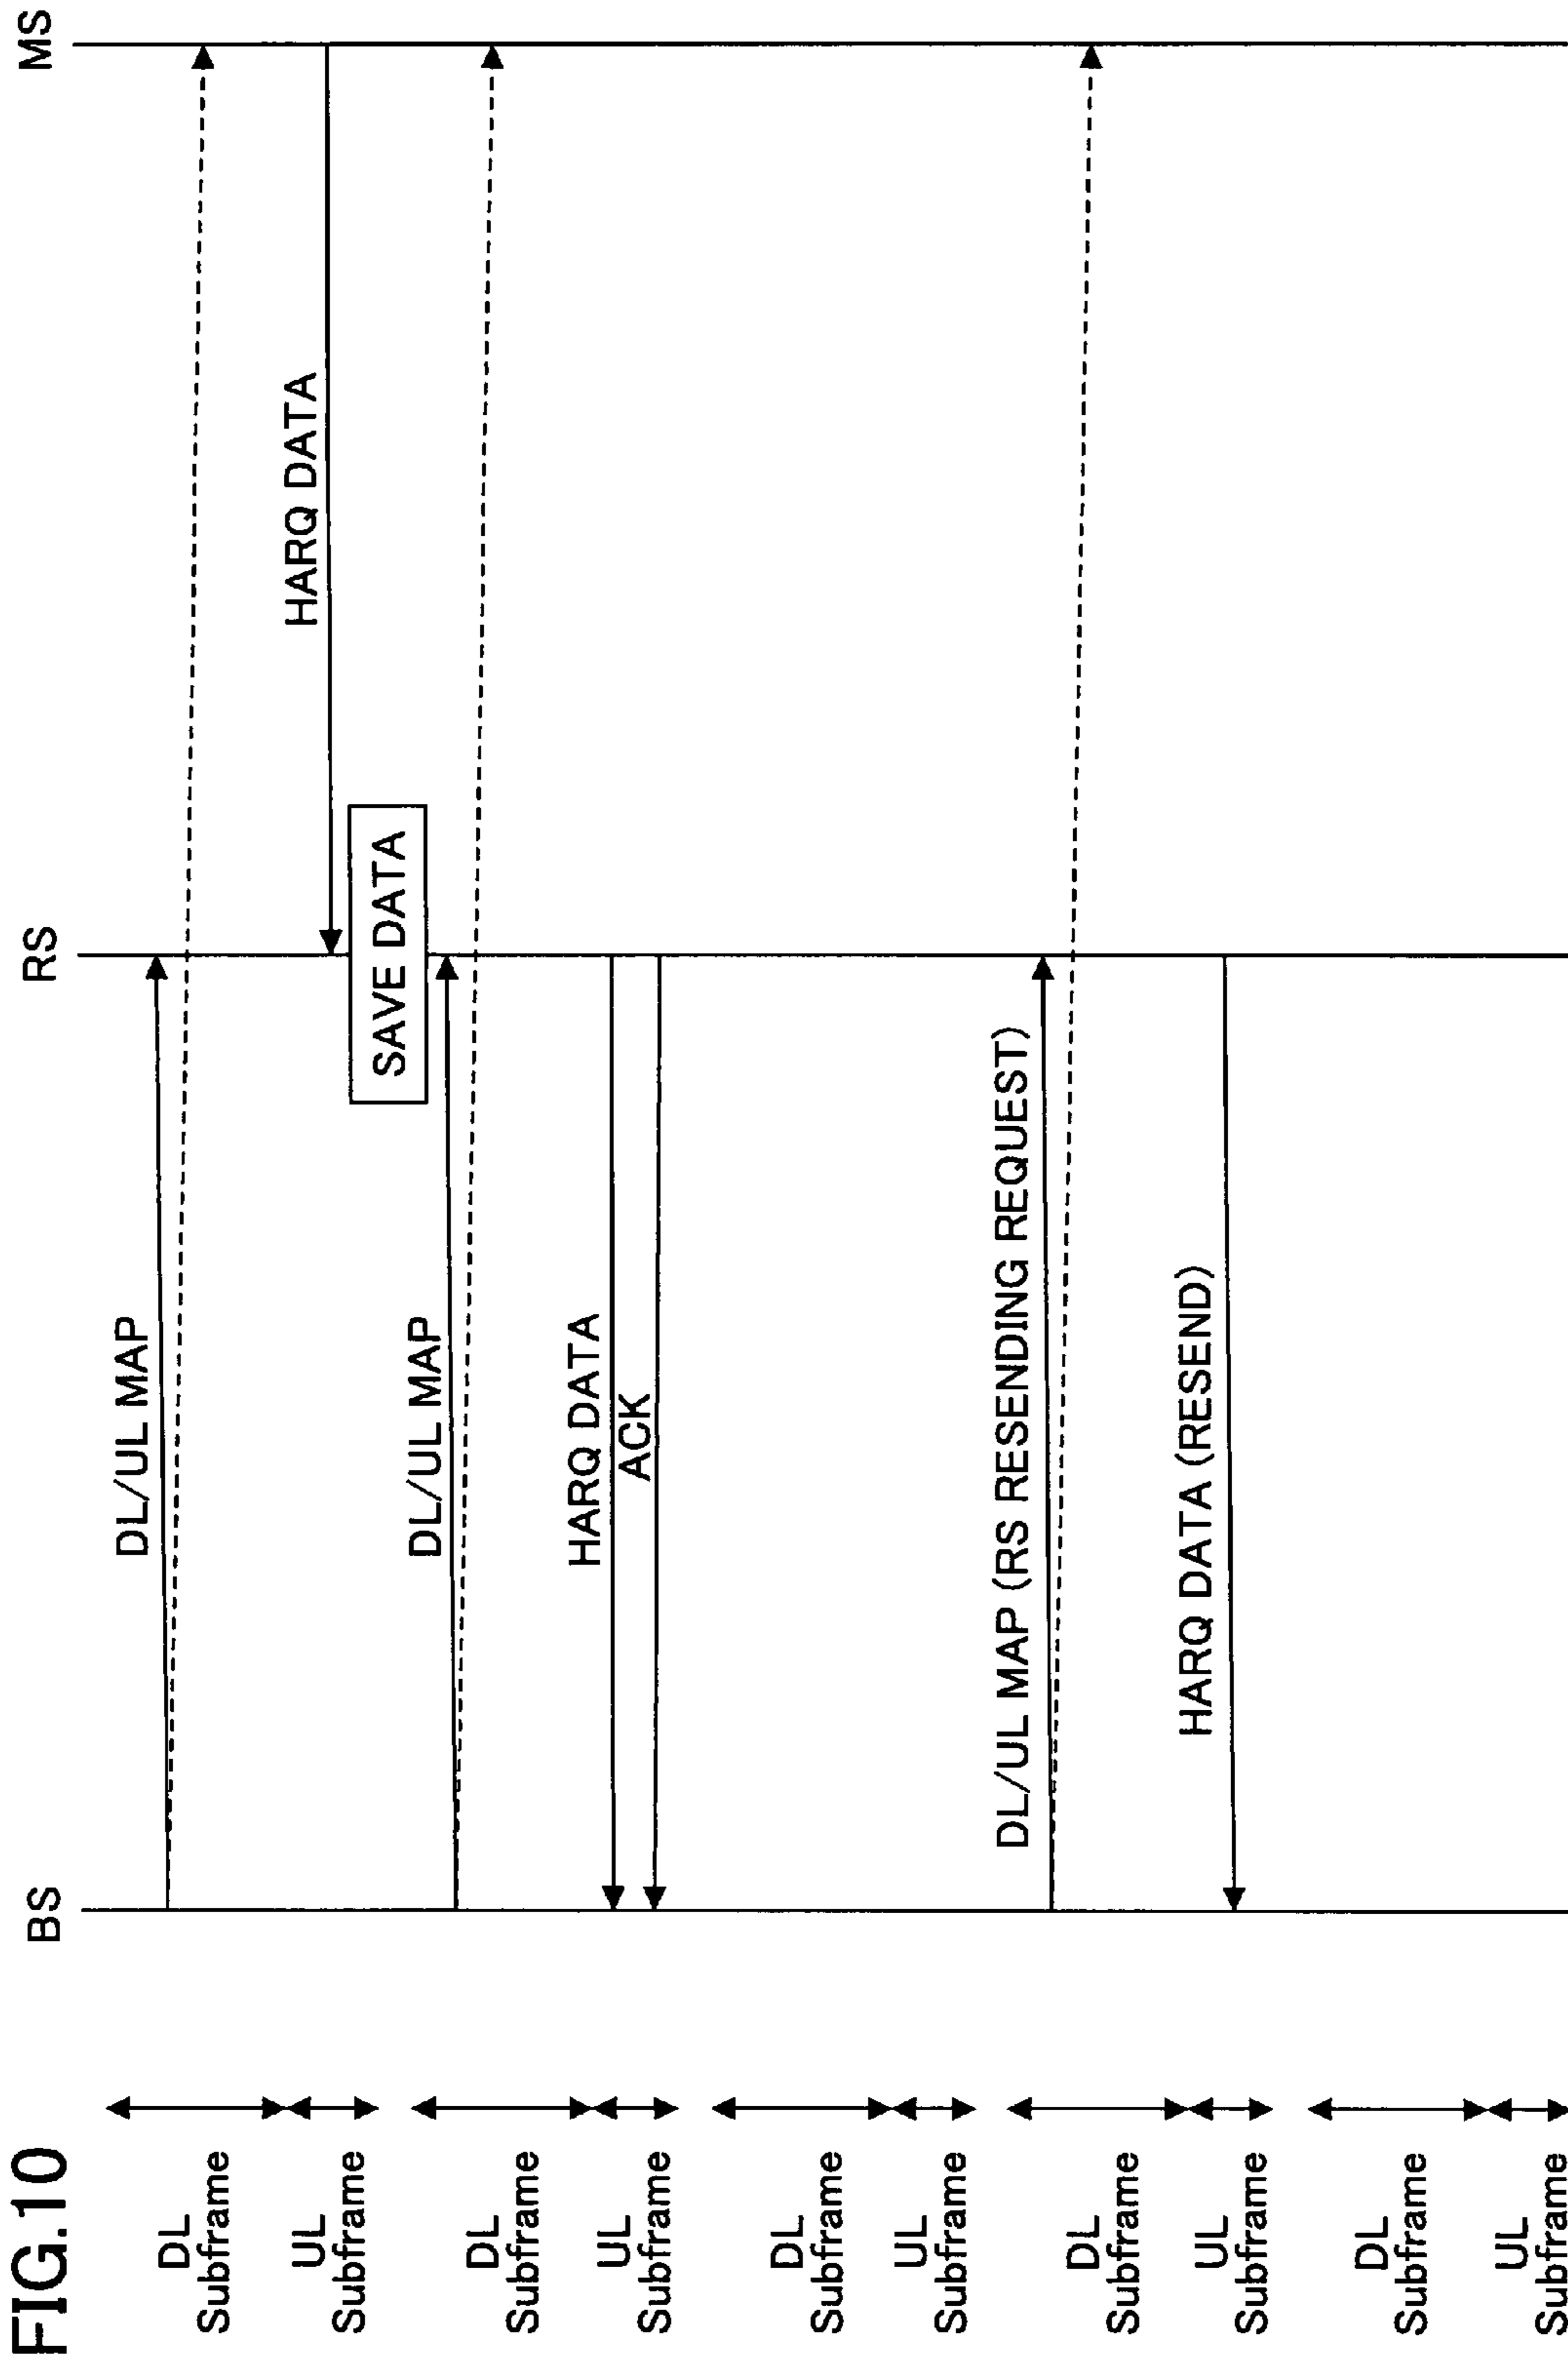 FIG.10
BS
RS
MS
DL
Subframe
DL/UL MAP
UL
Subframe
HARQ DATA
SAVE DATA
DL
Subframe
DL/UL MAP
UL
Subframe
HARQ DATA
ACK
DL
Subframe
UL
Subframe
DL
Subframe
DL/UL MAP (RS RESENDING REQUEST)
UL
Subframe
HARQ DATA (RESEND)
DL
Subframe
UL
Subframe